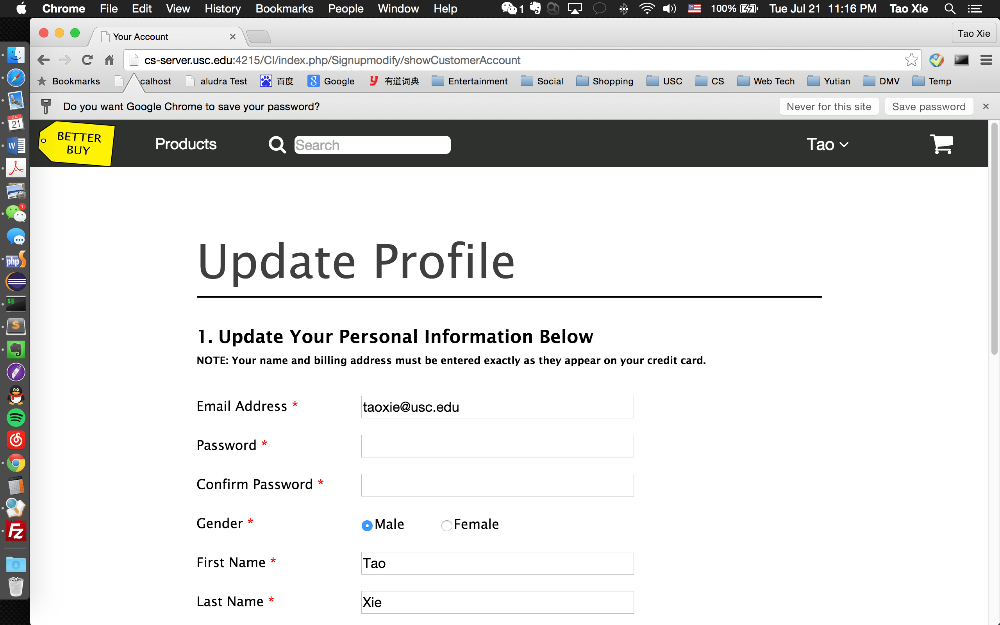 Chrome File Edit View History Bookmarks People Window Help 1 100% Tue Jul 21 11:16 PM Tao Xie
Your Account Tao Xie
cs-server.usc.edu:4215/CI/index.php/Signupmodify/showCustomerAccount
Bookmarks calhost aludra Test 百度 Google 有道词典 Entertainment Social Shopping USC CS Web Tech Yutian DMV Temp
Do you want Google Chrome to save your password? Never for this site Save password
BETTER
BUY
Products Search Tao
Update Profile
1. Update Your Personal Information Below
NOTE: Your name and billing address must be entered exactly as they appear on your credit card.
Email Address * taoxie@usc.edu
Password *
Confirm Password *
Gender * Male Female
First Name * Tao
Last Name * Xie
JUL
21
W
1
php
$
S
Fz